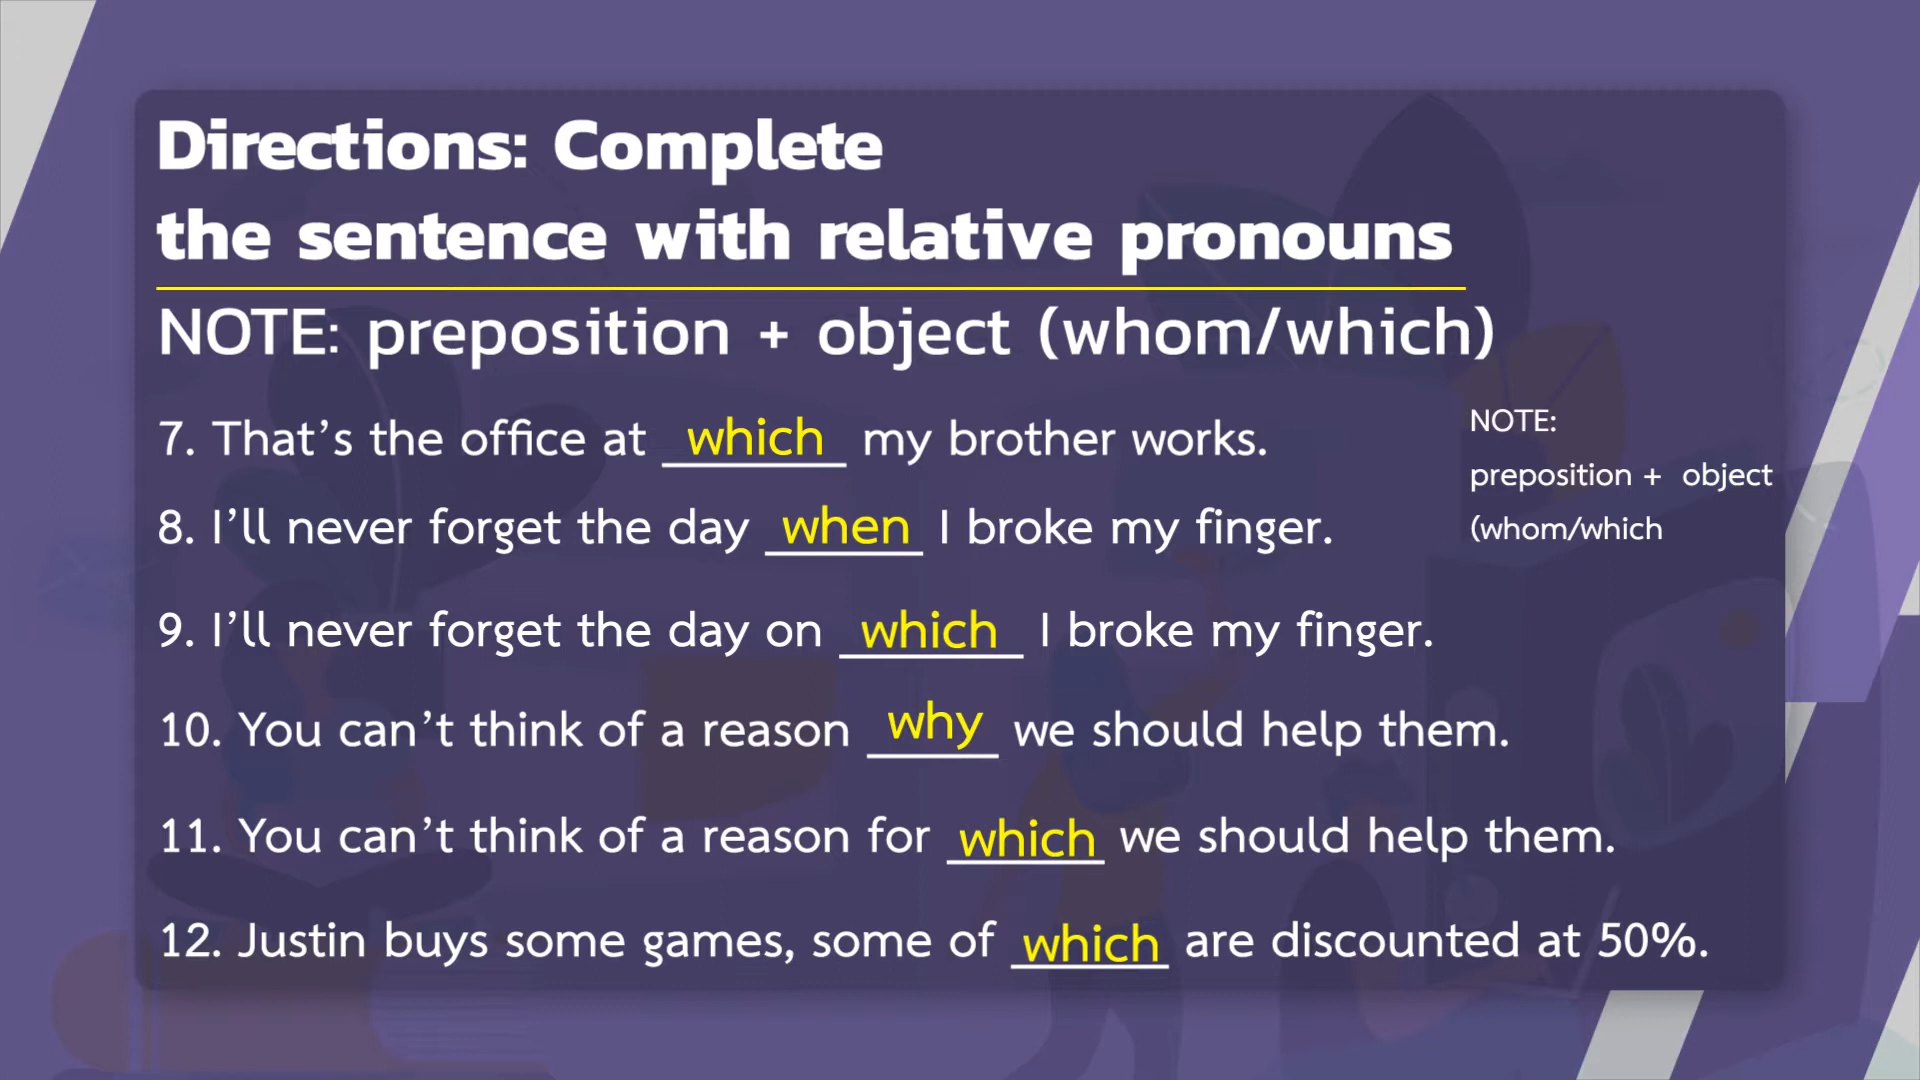 Directions: Complete
the sentence with relative pronouns
NOTE: preposition + object (whom/which)
7. That’s the office at which my brother works.
NOTE:
preposition + object
(whom/which
8. I’ll never forget the day when I broke my finger.
9. I’ll never forget the day on which I broke my finger.
10. You can’t think of a reason why we should help them.
11. You can’t think of a reason for which we should help them.
12. Justin buys some games, some of which are discounted at 50%.